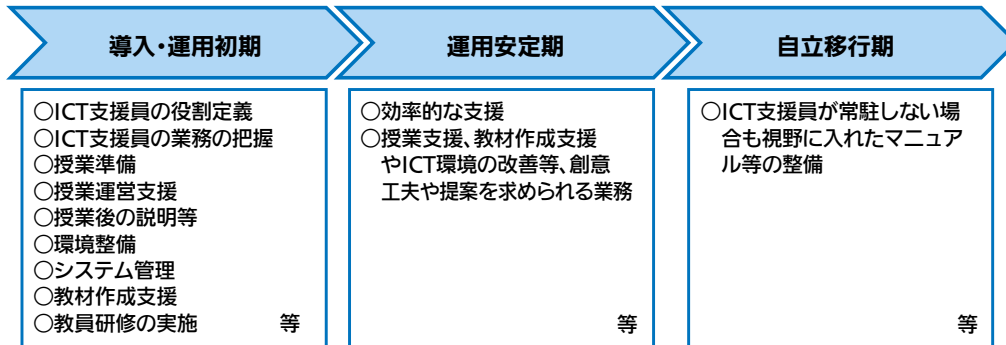 導入・運用初期
○ICT支援員の役割定義
○ICT支援員の業務の把握
○授業準備
○授業運営支援
○授業後の説明等
○環境整備
○システム管理
○教材作成支援
○教員研修の実施 等
運用安定期
○効率的な支援
○授業支援、教材作成支援
やICT環境の改善等、創意
工夫や提案を求められる業務
等
自立移行期
○ICT支援員が常駐しない場
合も視野に入れたマニュア
ル等の整備
等